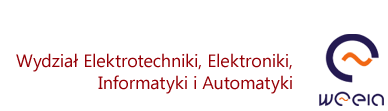 Wydział Elektrotechniki, Elektroniki,
Informatyki i Automatyki
weeia